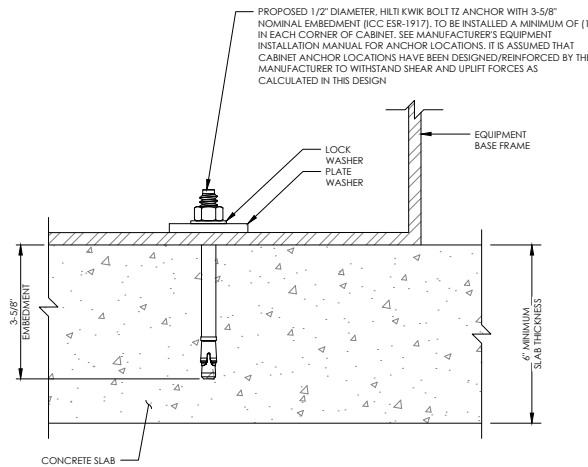 PROPOSED 1/2" DIAMETER, HILTI KWIK BOLT TZ ANCHOR WITH 3-5/8"
NOMINAL EMBEDMENT (ICC ESR-1917). TO BE INSTALLED A MINIMUM OF (1
IN EACH CORNER OF CABINET. SEE MANUFACTURER'S EQUIPMENT
INSTALLATION MANUAL FOR ANCHOR LOCATIONS. IT IS ASSUMED THAT
CABINET ANCHOR LOCATIONS HAVE BEEN DESIGNED/REINFORCED BY THE
MANUFACTURER TO WITHSTAND SHEAR AND UPLIFT FORCES AS
CALCULATED IN THIS DESIGN
EQUIPMENT
BASE FRAME
LOCK
WASHER
PLATE
WASHER
3-5/8"
EMBEDMENT
6" MINIMUM
SLAB THICKNESS
CONCRETE SLAB